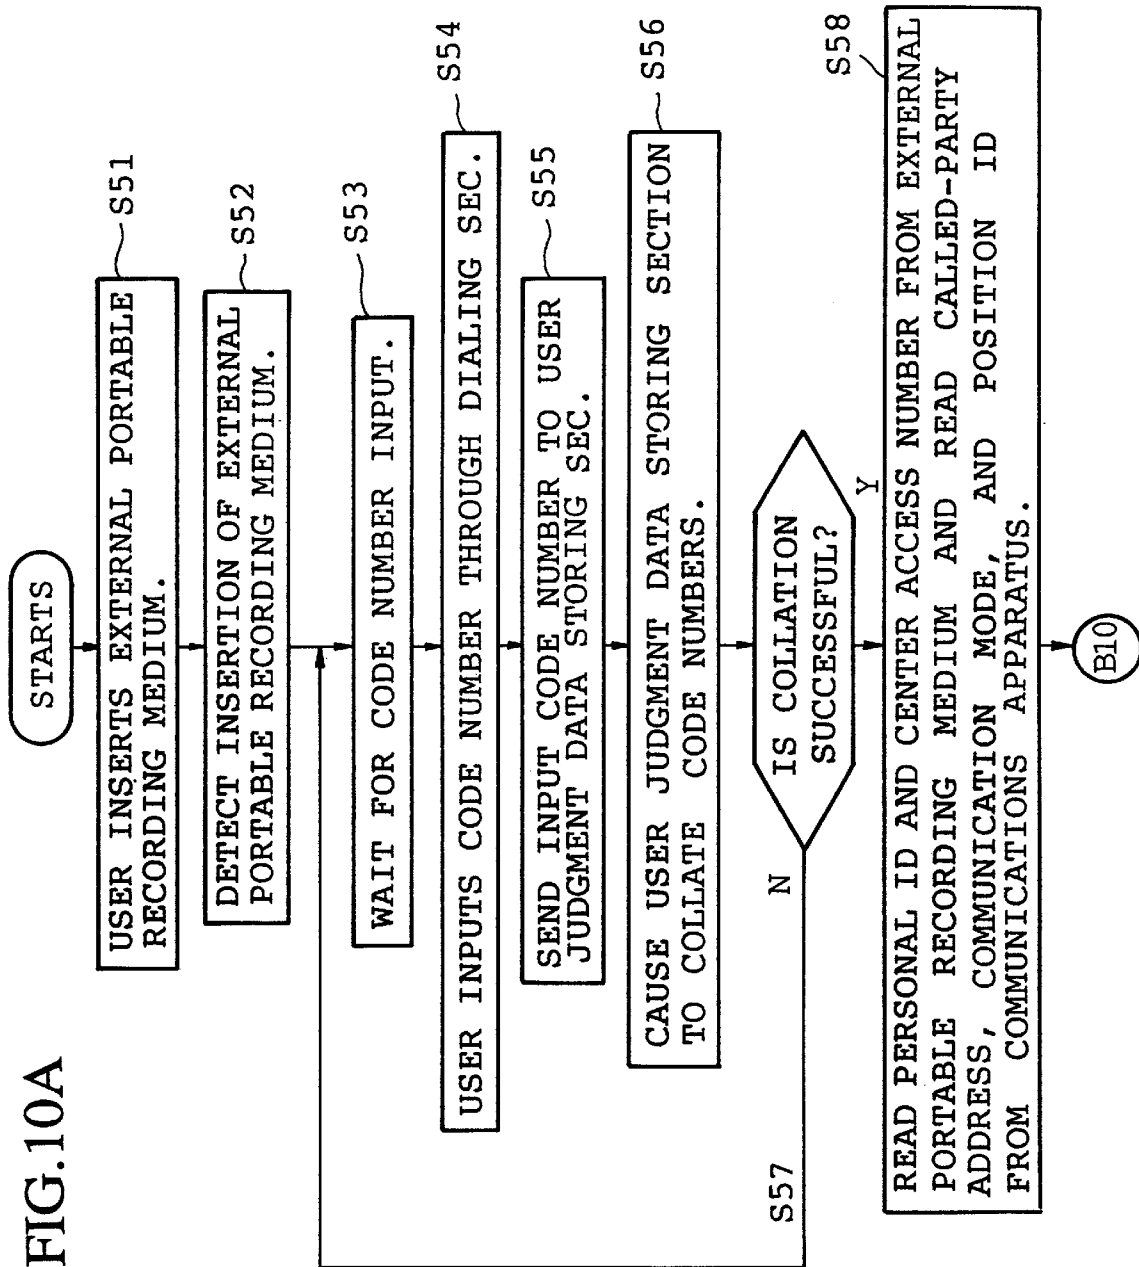 FIG.10A
STARTS
USER INSERTS EXTERNAL PORTABLE
RECORDING MEDIUM.
S51
DETECT INSERTION OF EXTERNAL
PORTABLE RECORDING MEDIUM.
S52
WAIT FOR CODE NUMBER INPUT.
S53
USER INPUTS CODE NUMBER THROUGH DIALING SEC.
S54
SEND INPUT CODE NUMBER TO USER
JUDGMENT DATA STORING SEC.
S55
CAUSE USER JUDGMENT DATA STORING SECTION
TO COLLATE CODE NUMBERS.
S56
IS COLLATION
SUCCESSFUL?
N
S57
Y
S58
READ PERSONAL ID AND CENTER ACCESS NUMBER FROM EXTERNAL
PORTABLE RECORDING MEDIUM AND READ CALLED-PARTY
ADDRESS, COMMUNICATION MODE, AND POSITION ID
FROM COMMUNICATIONS APPARATUS.
B10